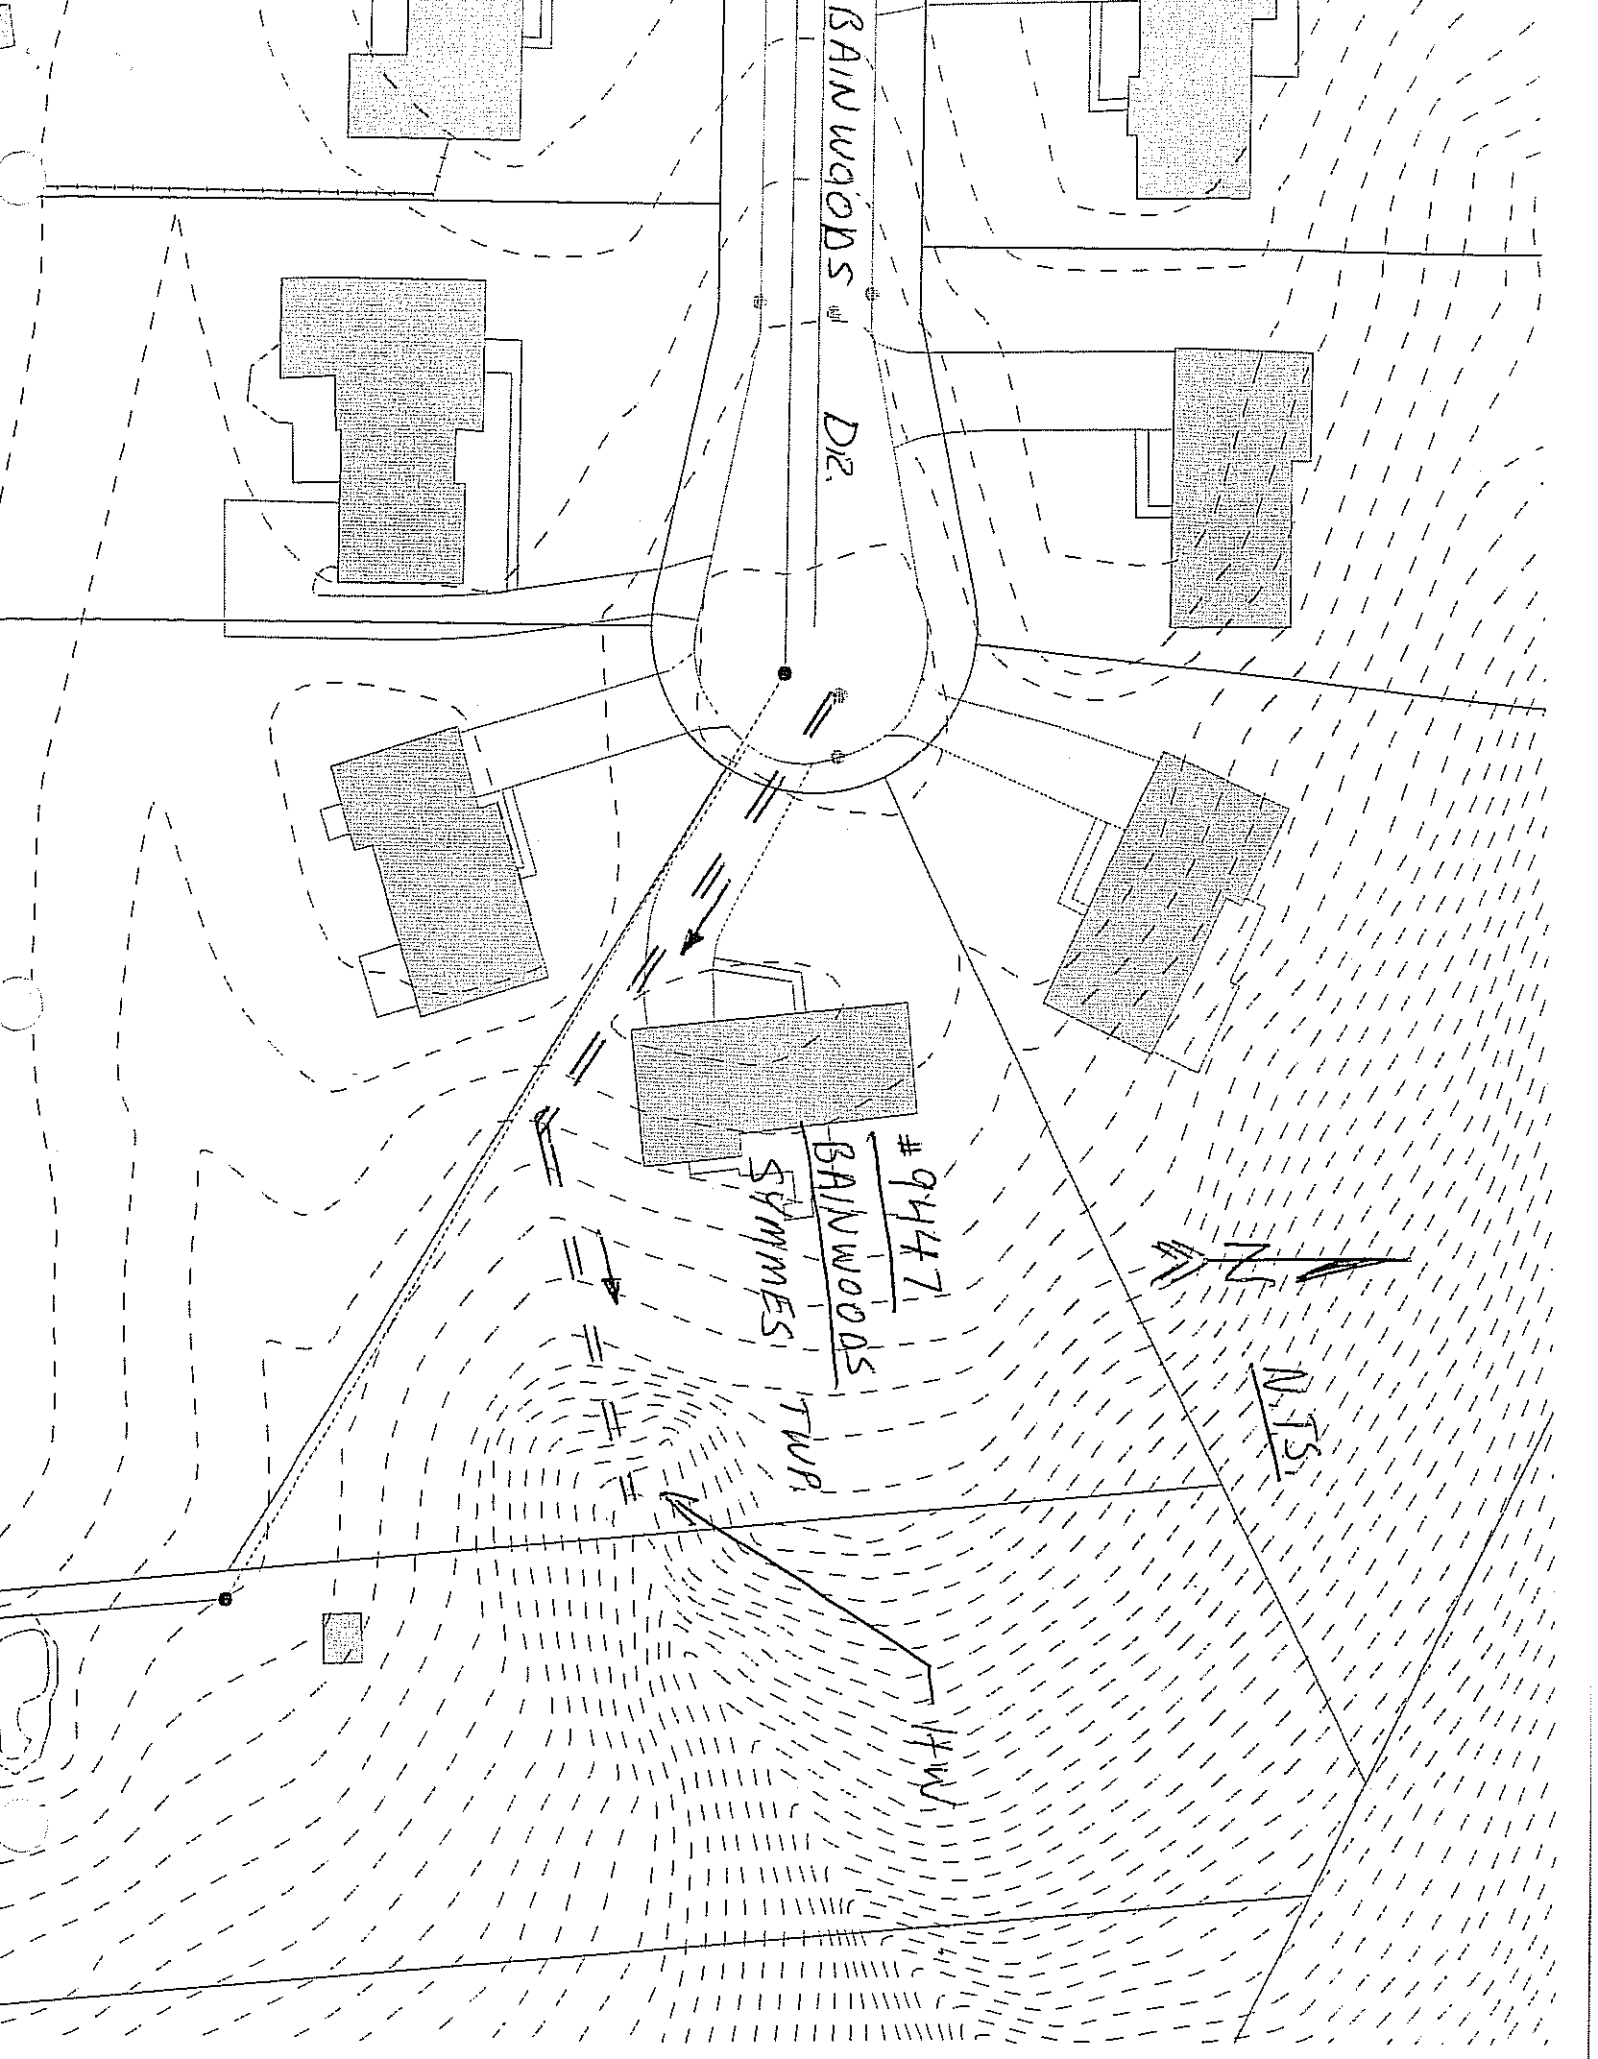 BAINWOODS DR.
#9447
BAINWOODS
SYMMES TWP.
N
N.T.S.
HW